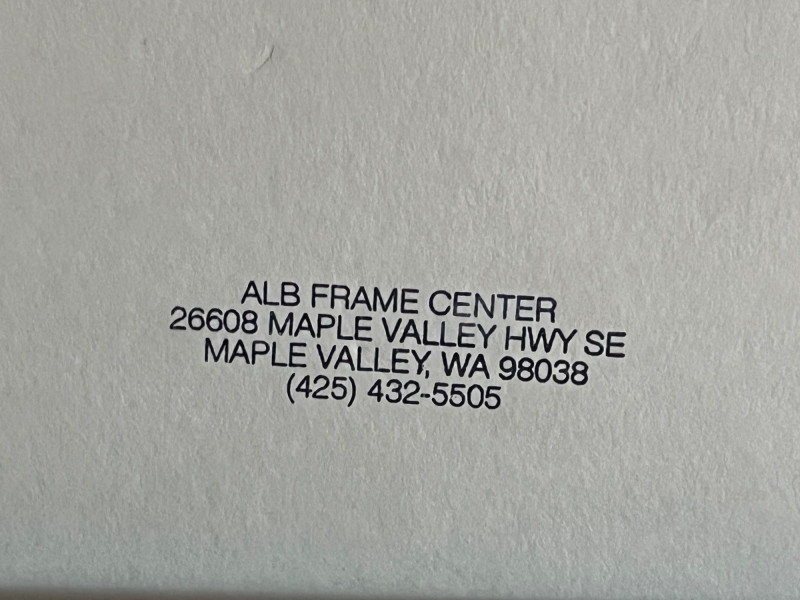 ALB FRAME CENTER
26608 MAPLE VALLEY HWY SE
MAPLE VALLEY, WA 98038
(425) 432-5505